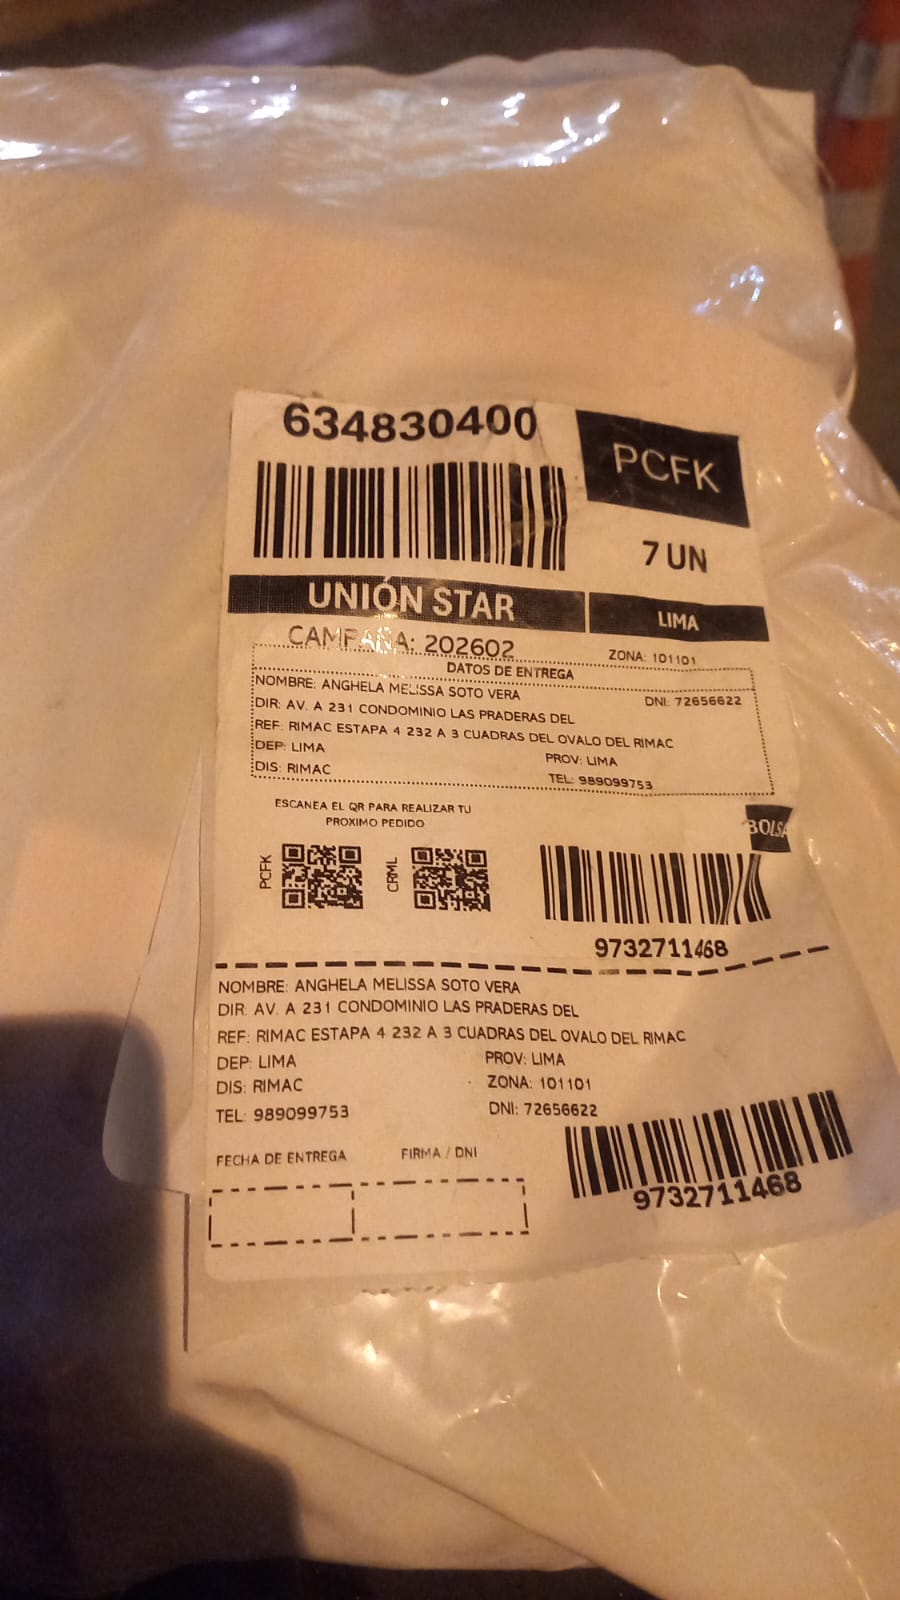 634830400
PCFK
7 UN
UNIÓN STAR
LIMA
CAMPAÑA: 202602
ZONA: 101101
DATOS DE ENTREGA
NOMBRE: ANGHELA MELISSA SOTO VERA
DNI: 72656622
DIR: AV. A 231 CONDOMINIO LAS PRADERAS DEL
REF: RIMAC ESTAPA 4 232 A 3 CUADRAS DEL OVALO DEL RIMAC
DEP: LIMA
PROV: LIMA
DIS: RIMAC
TEL: 989099753
ESCANEA EL QR PARA REALIZAR TU
PROXIMO PEDIDO
BOLSA
PCFK
CRML
9732711468
NOMBRE: ANGHELA MELISSA SOTO VERA
DIR: AV. A 231 CONDOMINIO LAS PRADERAS DEL
REF: RIMAC ESTAPA 4 232 A 3 CUADRAS DEL OVALO DEL RIMAC
DEP: LIMA
PROV: LIMA
DIS: RIMAC
ZONA: 101101
TEL: 989099753
DNI: 72656622
FECHA DE ENTREGA
FIRMA / DNI
9732711468